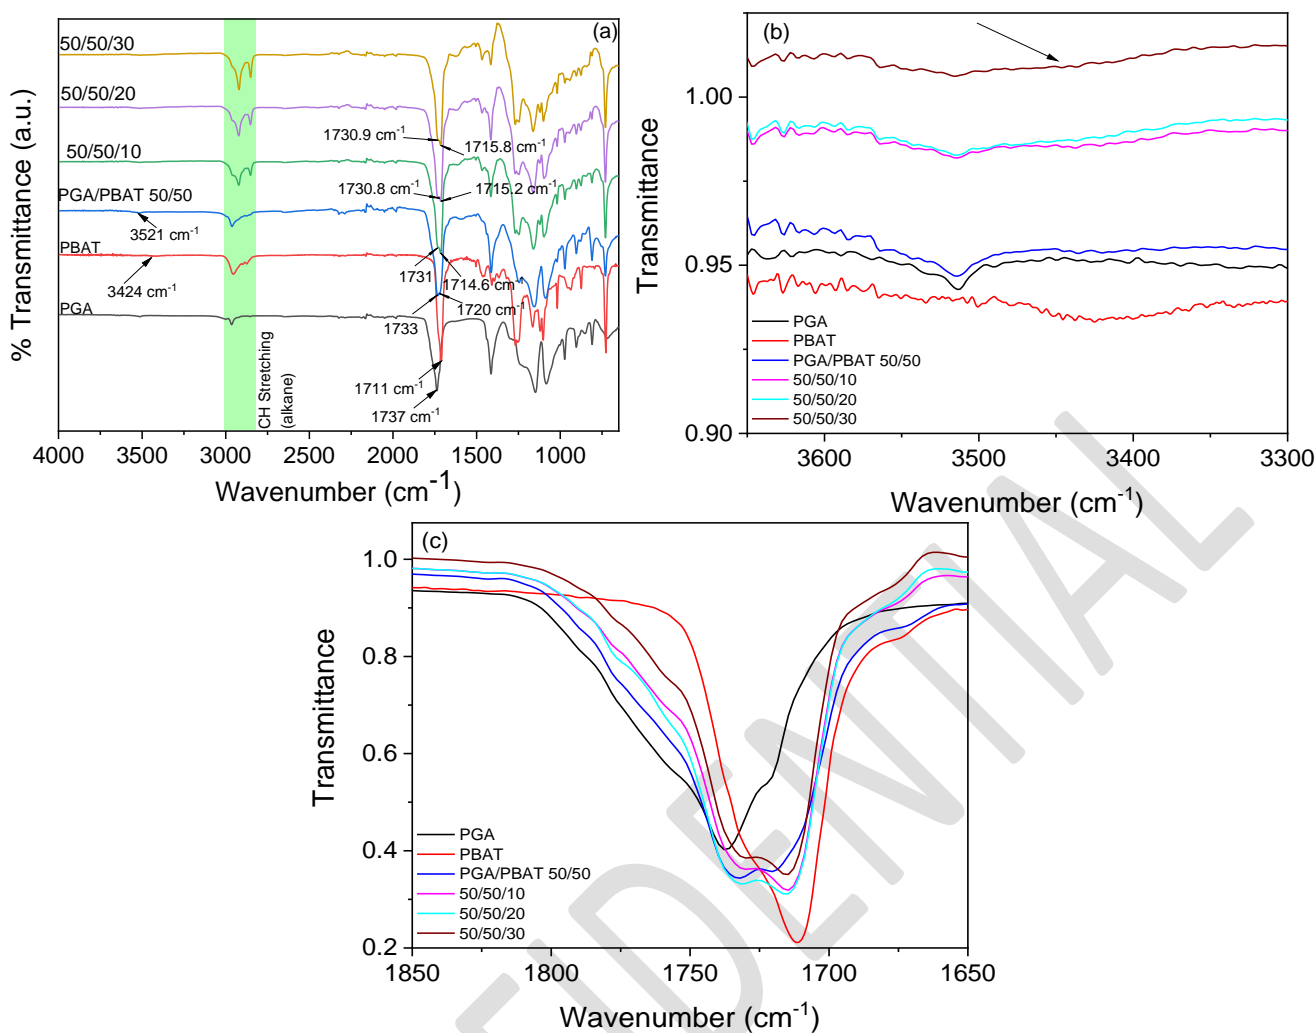 (a)
50/50/30
50/50/20
50/50/10
PGA/PBAT 50/50
PBAT
PGA
3521 cm-1
3424 cm-1
1730.9 cm-1
1715.8 cm-1
1730.8 cm-1
1715.2 cm-1
1731
1714.6 cm-1
1733
1720 cm-1
1711 cm-1
1737 cm-1
CH Stretching
(alkane)
% Transmittance (a.u.)
4000 3500 3000 2500 2000 1500 1000
Wavenumber (cm-1)
(b)
Transmittance
1.00
0.95
0.90
PGA
PBAT
PGA/PBAT 50/50
50/50/10
50/50/20
50/50/30
3600 3500 3400 3300
Wavenumber (cm-1)
(c)
Transmittance
1.0
0.8
0.6
0.4
0.2
PGA
PBAT
PGA/PBAT 50/50
50/50/10
50/50/20
50/50/30
1850 1800 1750 1700 1650
Wavenumber (cm-1)
FIDENTIAL